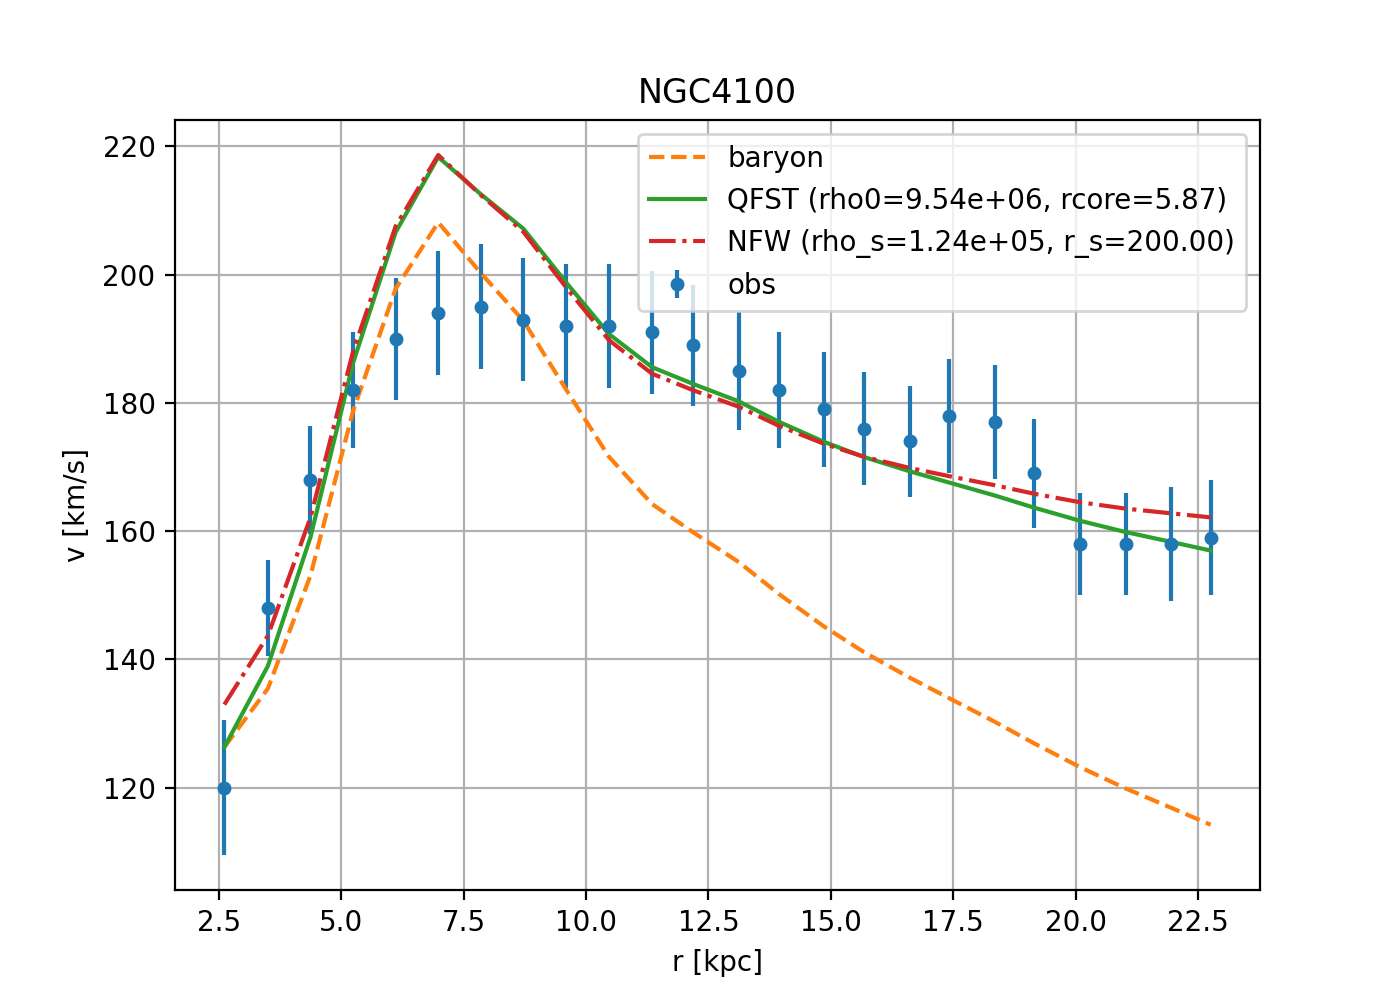 NGC4100
220
200
180
160
140
120
v [km/s]
baryon
QFST (rho0=9.54e+06, rcore=5.87)
NFW (rho_s=1.24e+05, r_s=200.00)
obs
2.5 5.0 7.5 10.0 12.5 15.0 17.5 20.0 22.5
r [kpc]